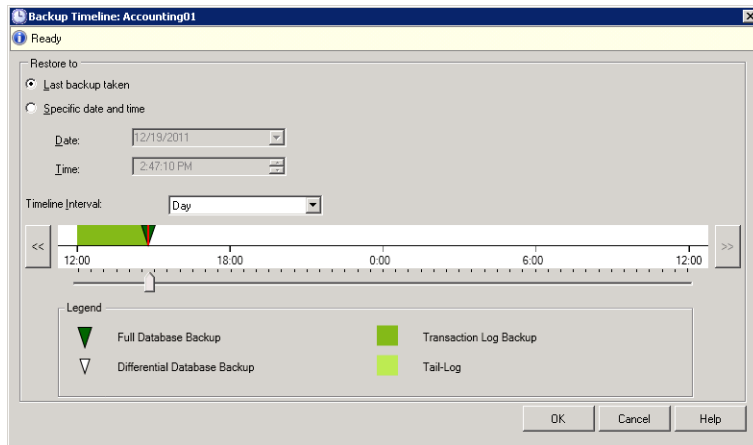 Backup Timeline: Accounting01
Ready
Restore to
Last backup taken
Specific date and time
Date: 12/19/2011
Time: 2:47:10 PM
Timeline Interval: Day
<< >>
12:00 18:00 0:00 6:00 12:00
Legend
Full Database Backup Transaction Log Backup
Differential Database Backup Tail-Log
OK Cancel Help